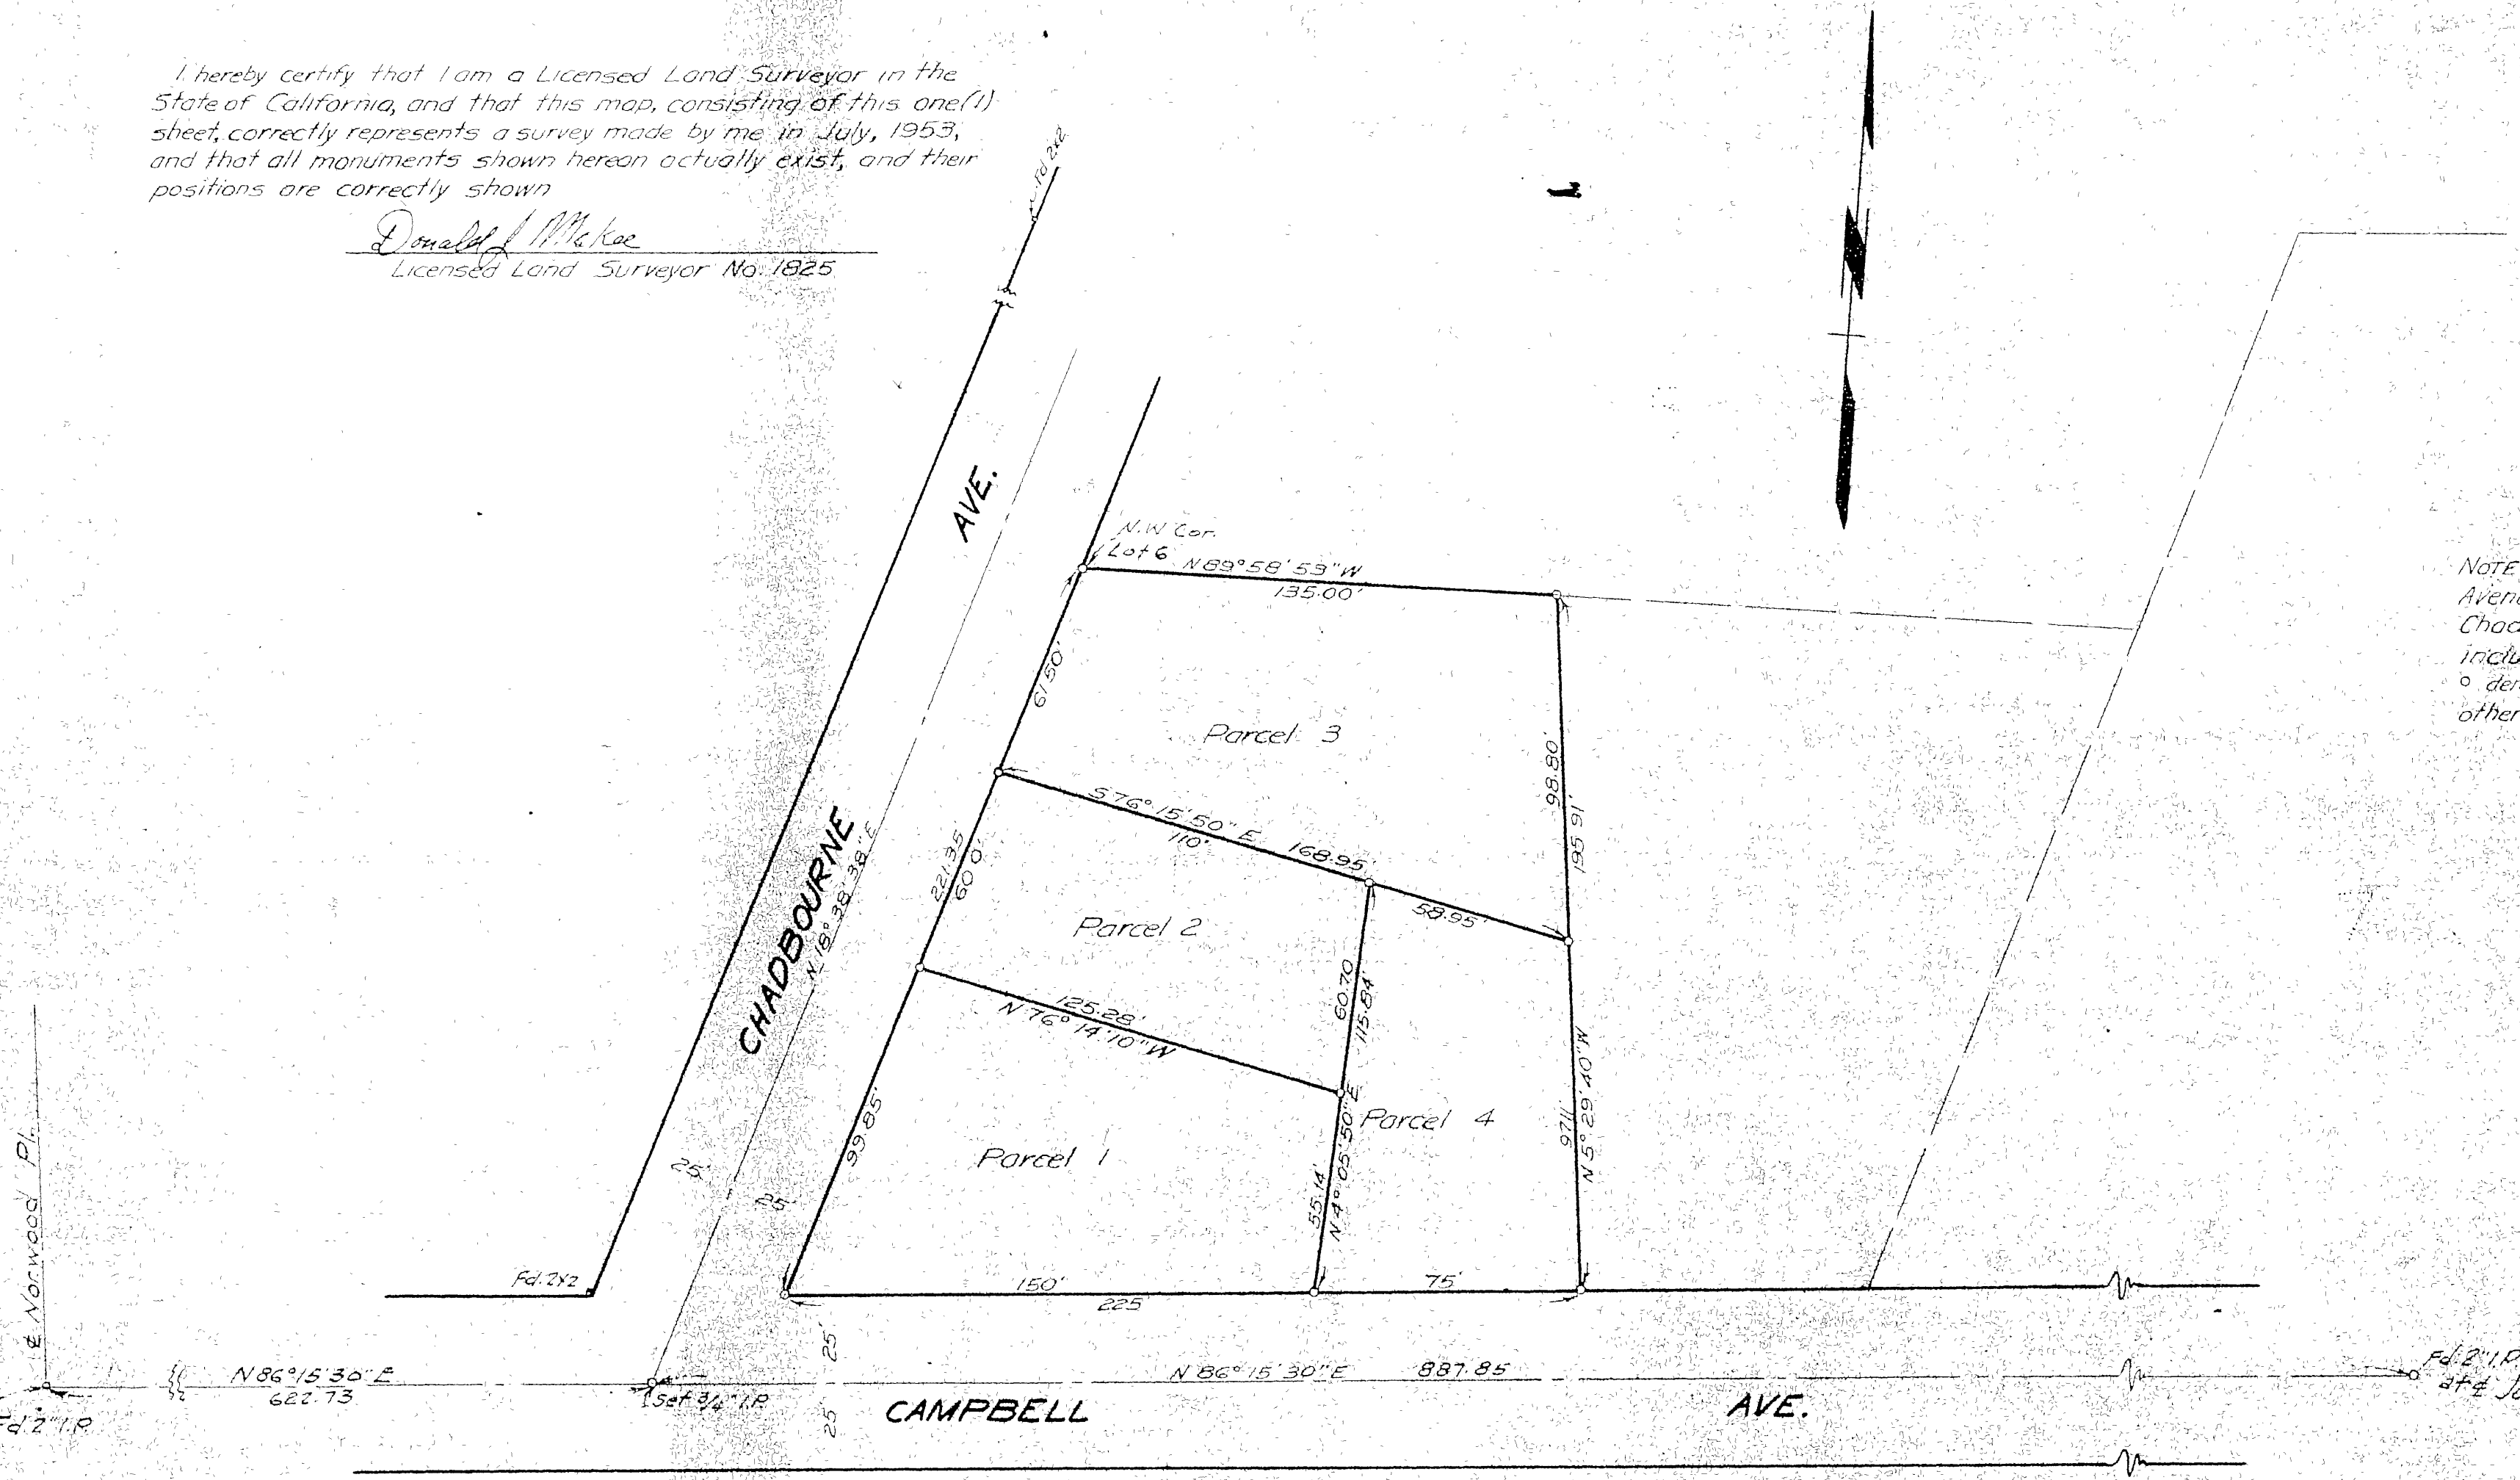 I hereby certify that I am a Licensed Land Surveyor in the
State of California, and that this map, consisting of this one (1)
sheet, correctly represents a survey made by me in July, 1953,
and that all monuments shown hereon actually exist, and their
positions are correctly shown
Donald J McKee
Licensed Land Surveyor No. 1825
Fd 2x2
N
AVE.
N.W Cor.
Lot 6
N 89° 58' 53" W
135.00'
NOTE
61.50'
Parcel 3
98.80'
195.91'
S 76° 15' 50" E
110'
168.95'
58.95'
CHADBOURNE
N 18° 38' 38" E
221.35'
60.0'
Parcel 2
60.70
115.84'
125.28'
N 76° 14' 10" W
99.85'
Parcel 1
55.14'
N 4° 05' 50" E
Parcel 4
97.11
N 5° 29' 40" W
25'
25'
℄ Norwood Pl.
Fd. 2x2
150'
225
75'
25'
25
N 86° 15' 30" E
622.73
Set 3/4" I.P.
N 86° 15' 30" E 887.85
Fd. 2" I.P.
at ℄
Fd 2" I.P.
CAMPBELL
AVE.